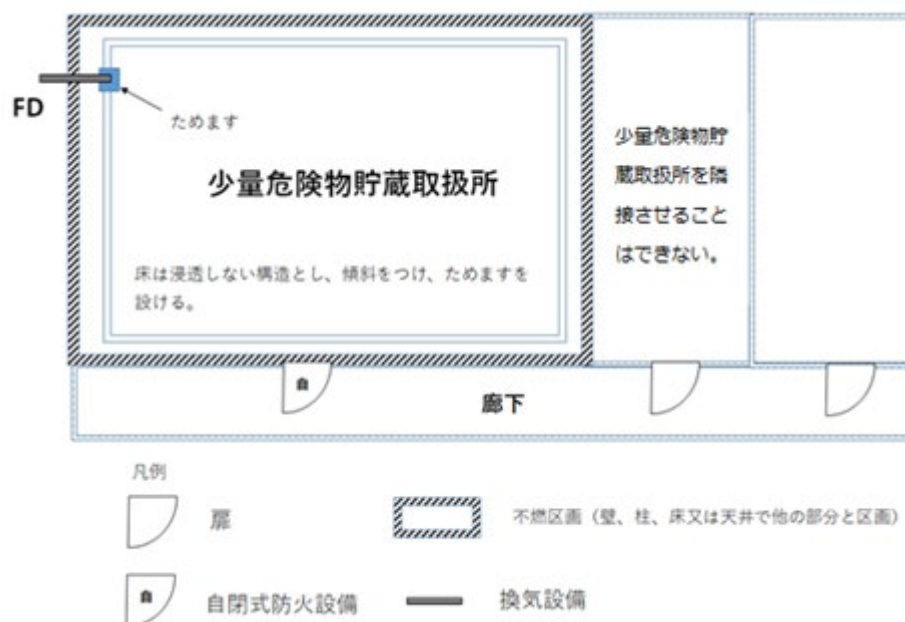 FD
ためます
少量危険物貯蔵取扱所
床は浸透しない構造とし、傾斜をつけ、ためますを
設ける。
少量危険物貯
蔵取扱所を隣
接させること
はできない。
自
廊下
凡例
扉
不燃区画（壁、柱、床又は天井で他の部分と区画）
自
自閉式防火設備
換気設備